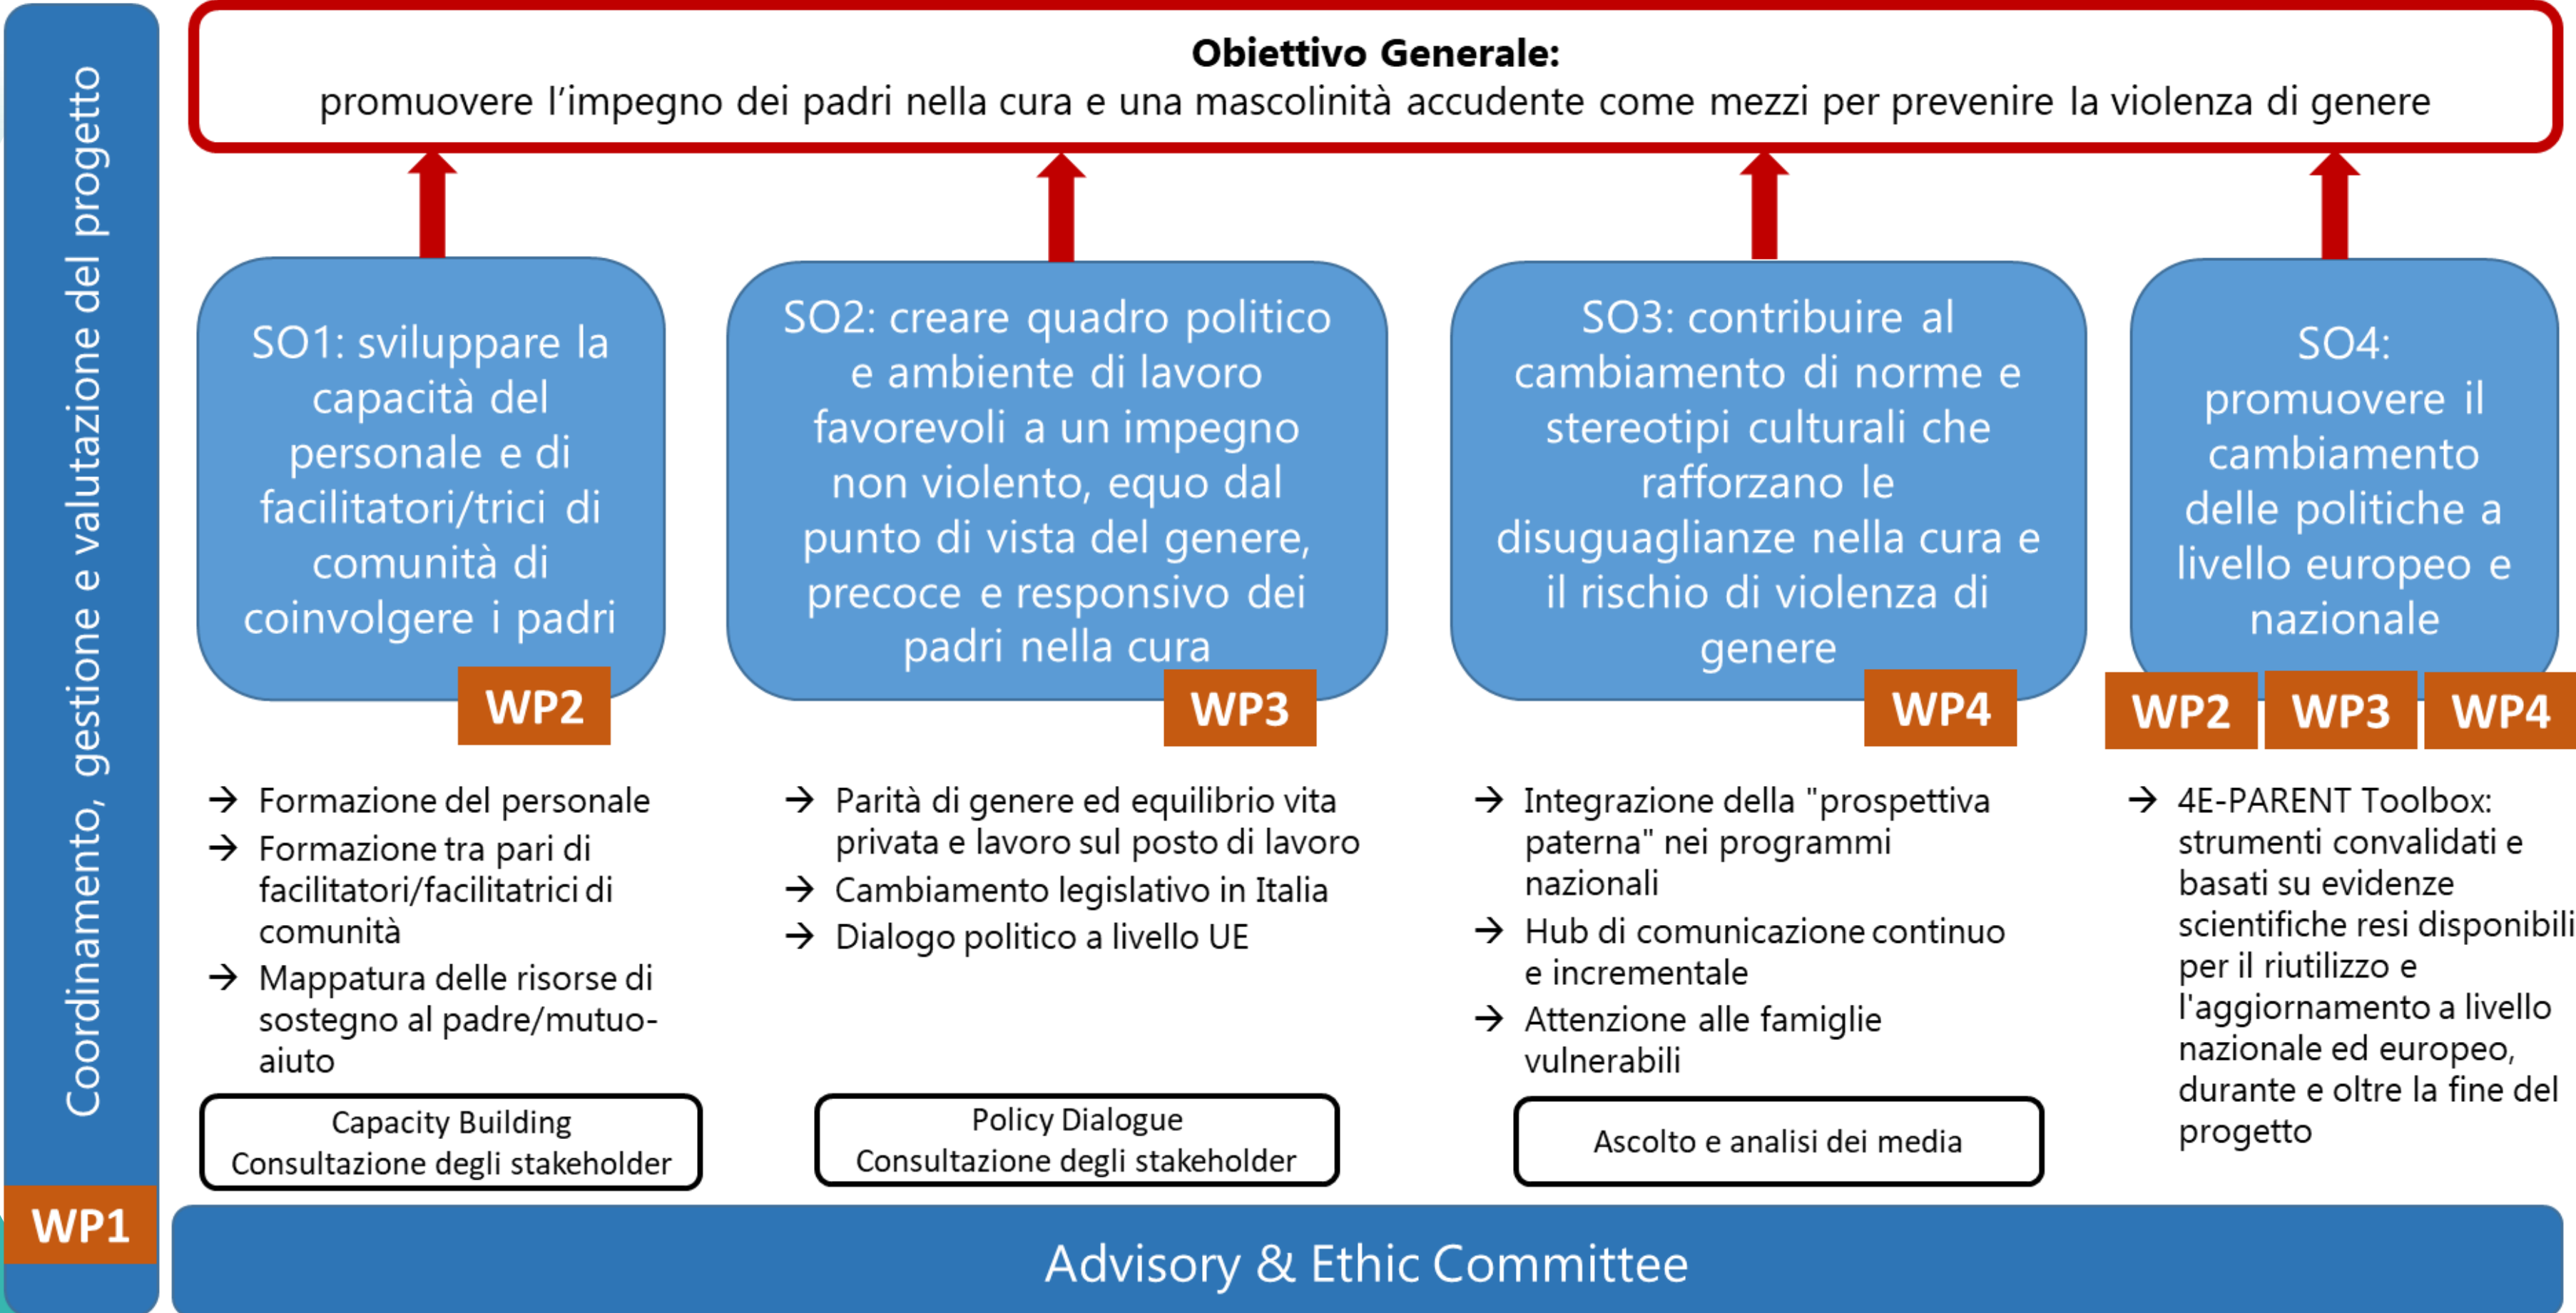 Coordinamento, gestione e valutazione del progetto
WP1
Obiettivo Generale:
promuovere l’impegno dei padri nella cura e una mascolinità accudente come mezzi per prevenire la violenza di genere
SO1: sviluppare la
capacità del
personale e di
facilitatori/trici di
comunità di
coinvolgere i padri
WP2
→ Formazione del personale
→ Formazione tra pari di
facilitatori/facilitatrici di
comunità
→ Mappatura delle risorse di
sostegno al padre/mutuo-
aiuto
Capacity Building
Consultazione degli stakeholder
SO2: creare quadro politico
e ambiente di lavoro
favorevoli a un impegno
non violento, equo dal
punto di vista del genere,
precoce e responsivo dei
padri nella cura
WP3
→ Parità di genere ed equilibrio vita
privata e lavoro sul posto di lavoro
→ Cambiamento legislativo in Italia
→ Dialogo politico a livello UE
Policy Dialogue
Consultazione degli stakeholder
SO3: contribuire al
cambiamento di norme e
stereotipi culturali che
rafforzano le
disuguaglianze nella cura e
il rischio di violenza di
genere
WP4
→ Integrazione della "prospettiva
paterna" nei programmi
nazionali
→ Hub di comunicazione continuo
e incrementale
→ Attenzione alle famiglie
vulnerabili
Ascolto e analisi dei media
SO4:
promuovere il
cambiamento
delle politiche a
livello europeo e
nazionale
WP2 WP3 WP4
→ 4E-PARENT Toolbox:
strumenti convalidati e
basati su evidenze
scientifiche resi disponibili
per il riutilizzo e
l'aggiornamento a livello
nazionale ed europeo,
durante e oltre la fine del
progetto
Advisory & Ethic Committee